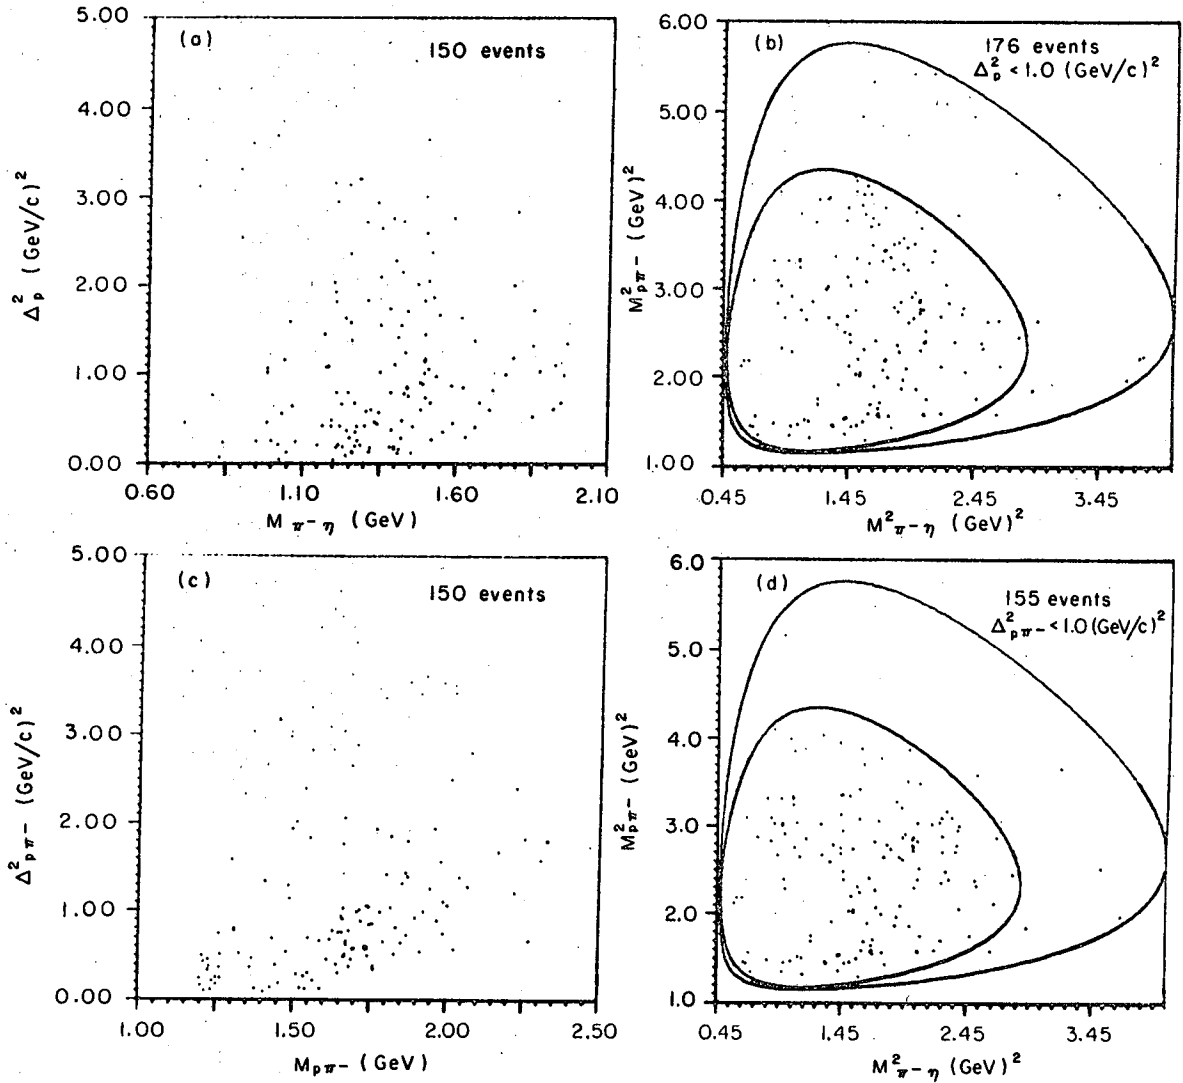 (a)
150 events
5.00
4.00
3.00
2.00
1.00
0.00
Δ²p (GeV/c)²
0.60 1.10 1.60 2.10
M π− η (GeV)
(b)
176 events
Δ²p < 1.0 (GeV/c)²
6.00
5.00
4.00
3.00
2.00
1.00
M²pπ− (GeV)²
0.45 1.45 2.45 3.45
M²π− η (GeV)²
(c)
150 events
5.00
4.00
3.00
2.00
1.00
0.00
Δ²pπ− (GeV/c)²
1.00 1.50 2.00 2.50
Mpπ− (GeV)
(d)
155 events
Δ²pπ− < 1.0 (GeV/c)²
6.0
5.0
4.0
3.0
2.0
1.0
M²pπ− (GeV)²
0.45 1.45 2.45 3.45
M²π− η (GeV)²